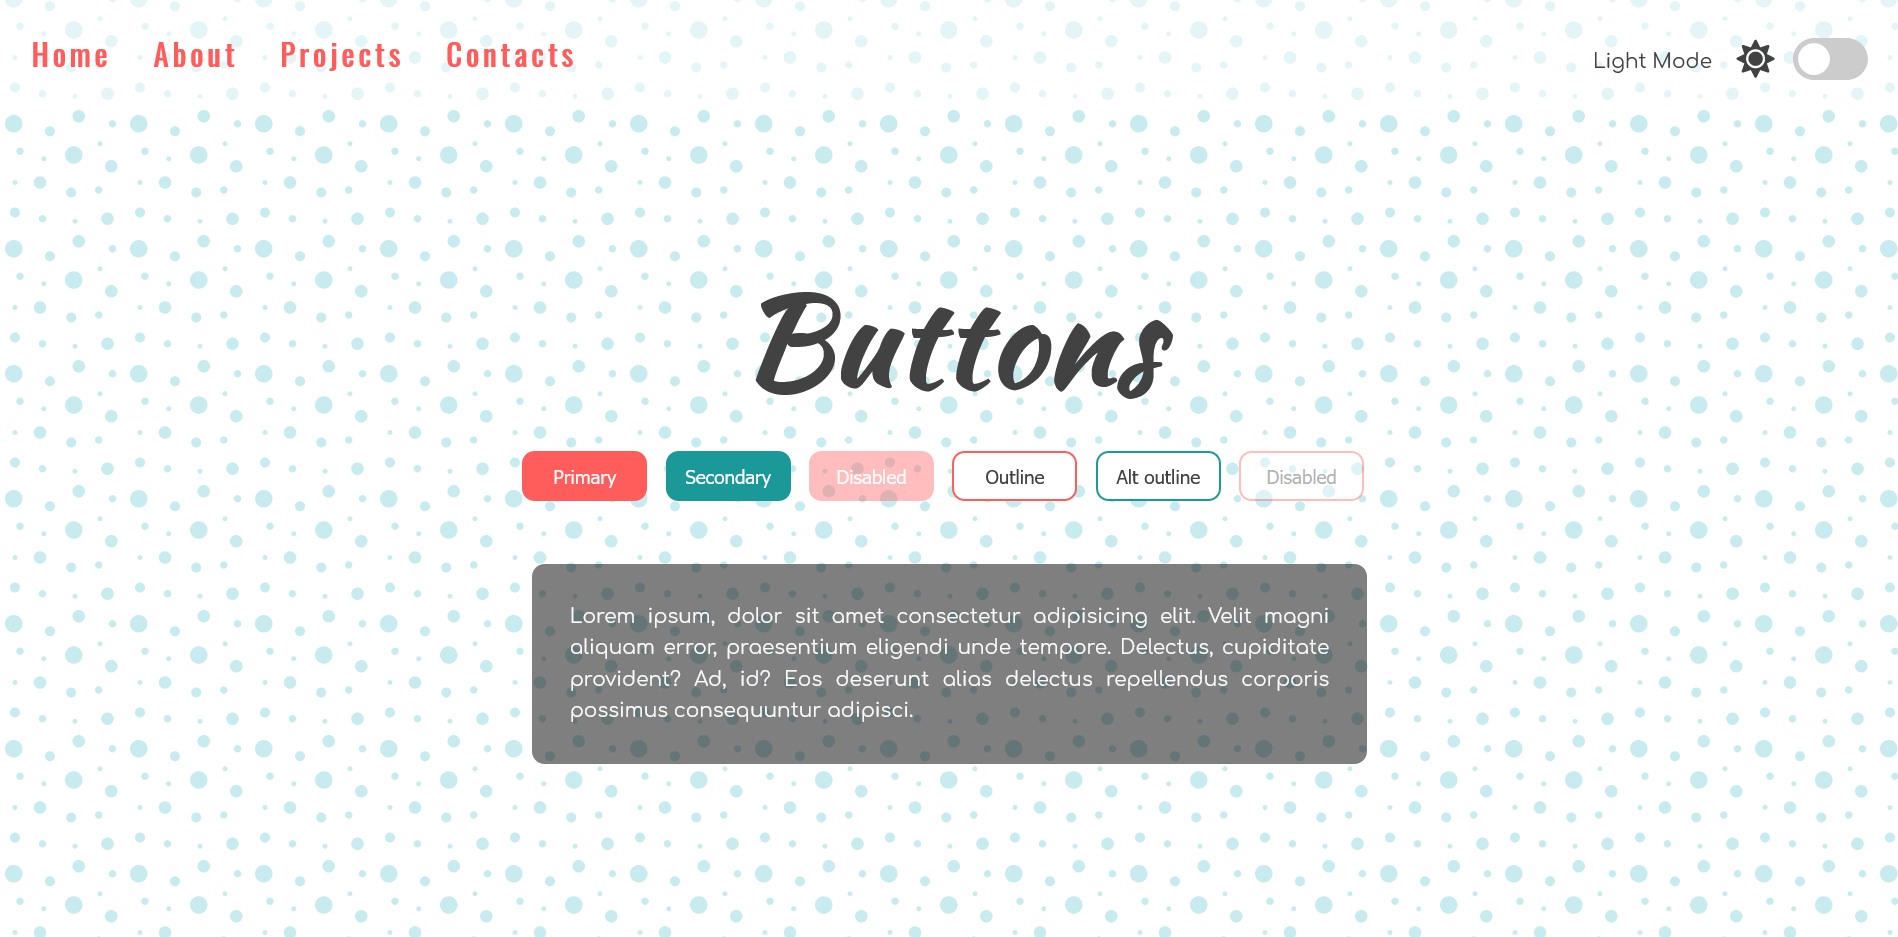 Home About Projects Contacts Light Mode
Buttons
Primary Secondary Disabled Outline Alt outline Disabled
Lorem ipsum, dolor sit amet consectetur adipisicing elit. Velit magni
aliquam error, praesentium eligendi unde tempore. Delectus, cupiditate
provident? Ad, id? Eos deserunt alias delectus repellendus corporis
possimus consequuntur adipisci.